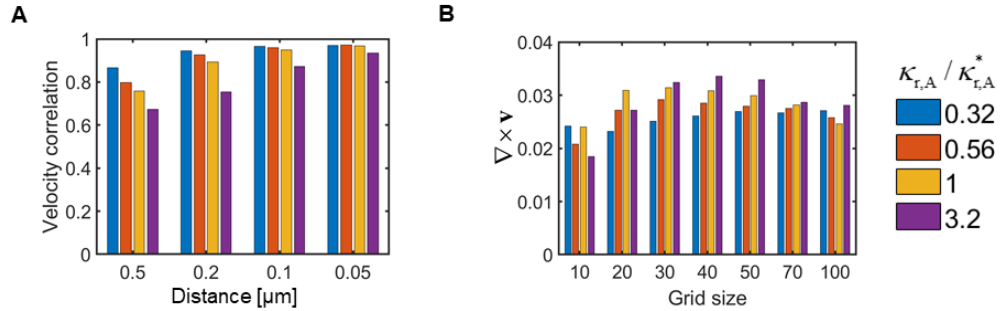 A
Velocity correlation
1
0.8
0.6
0.4
0.2
0
0.5 0.2 0.1 0.05
Distance [µm]
B
∇ × v
0.04
0.03
0.02
0.01
0
10 20 30 40 50 70 100
Grid size
κr,A / κ*r,A
0.32
0.56
1
3.2